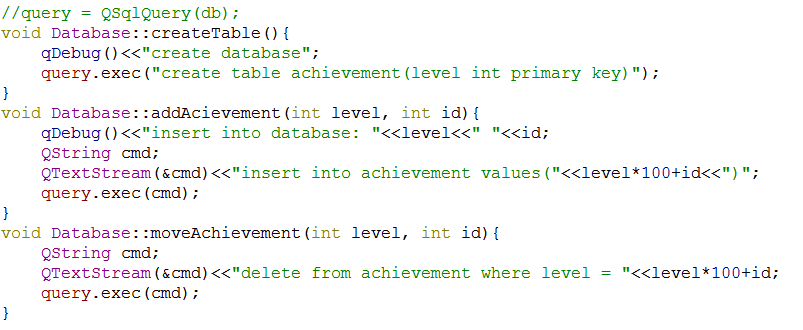 //query = QSqlQuery(db);
void Database::createTable(){
    qDebug()<<"create database";
    query.exec("create table achievement(level int primary key)");
}
void Database::addAcievement(int level, int id){
    qDebug()<<"insert into database: "<<level<<" "<<id;
    QString cmd;
    QTextStream(&cmd)<<"insert into achievement values("<<level*100+id<<")";
    query.exec(cmd);
}
void Database::moveAchievement(int level, int id){
    QString cmd;
    QTextStream(&cmd)<<"delete from achievement where level = "<<level*100+id;
    query.exec(cmd);
}